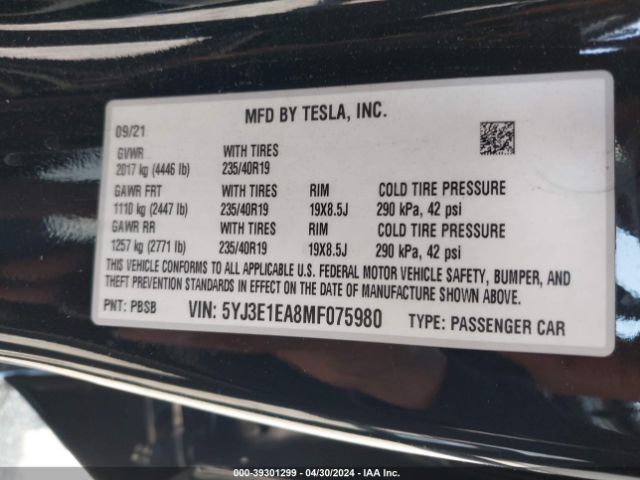 MFD BY TESLA, INC.
09/21
GVWR WITH TIRES
2017 kg (4446 lb) 235/40R19
GAWR FRT WITH TIRES RIM COLD TIRE PRESSURE
1110 kg (2447 lb) 235/40R19 19X8.5J 290 kPa, 42 psi
GAWR RR WITH TIRES RIM COLD TIRE PRESSURE
1257 kg (2771 lb) 235/40R19 19X8.5J 290 kPa, 42 psi
THIS VEHICLE CONFORMS TO ALL APPLICABLE U.S. FEDERAL MOTOR VEHICLE SAFETY, BUMPER, AND
THEFT PREVENTION STANDARDS IN EFFECT ON THE DATE OF MANUFACTURE SHOWN ABOVE.
PNT: PBSB VIN: 5YJ3E1EA8MF075980 TYPE: PASSENGER CAR
000-39301299 - 04/30/2024 - IAA Inc.